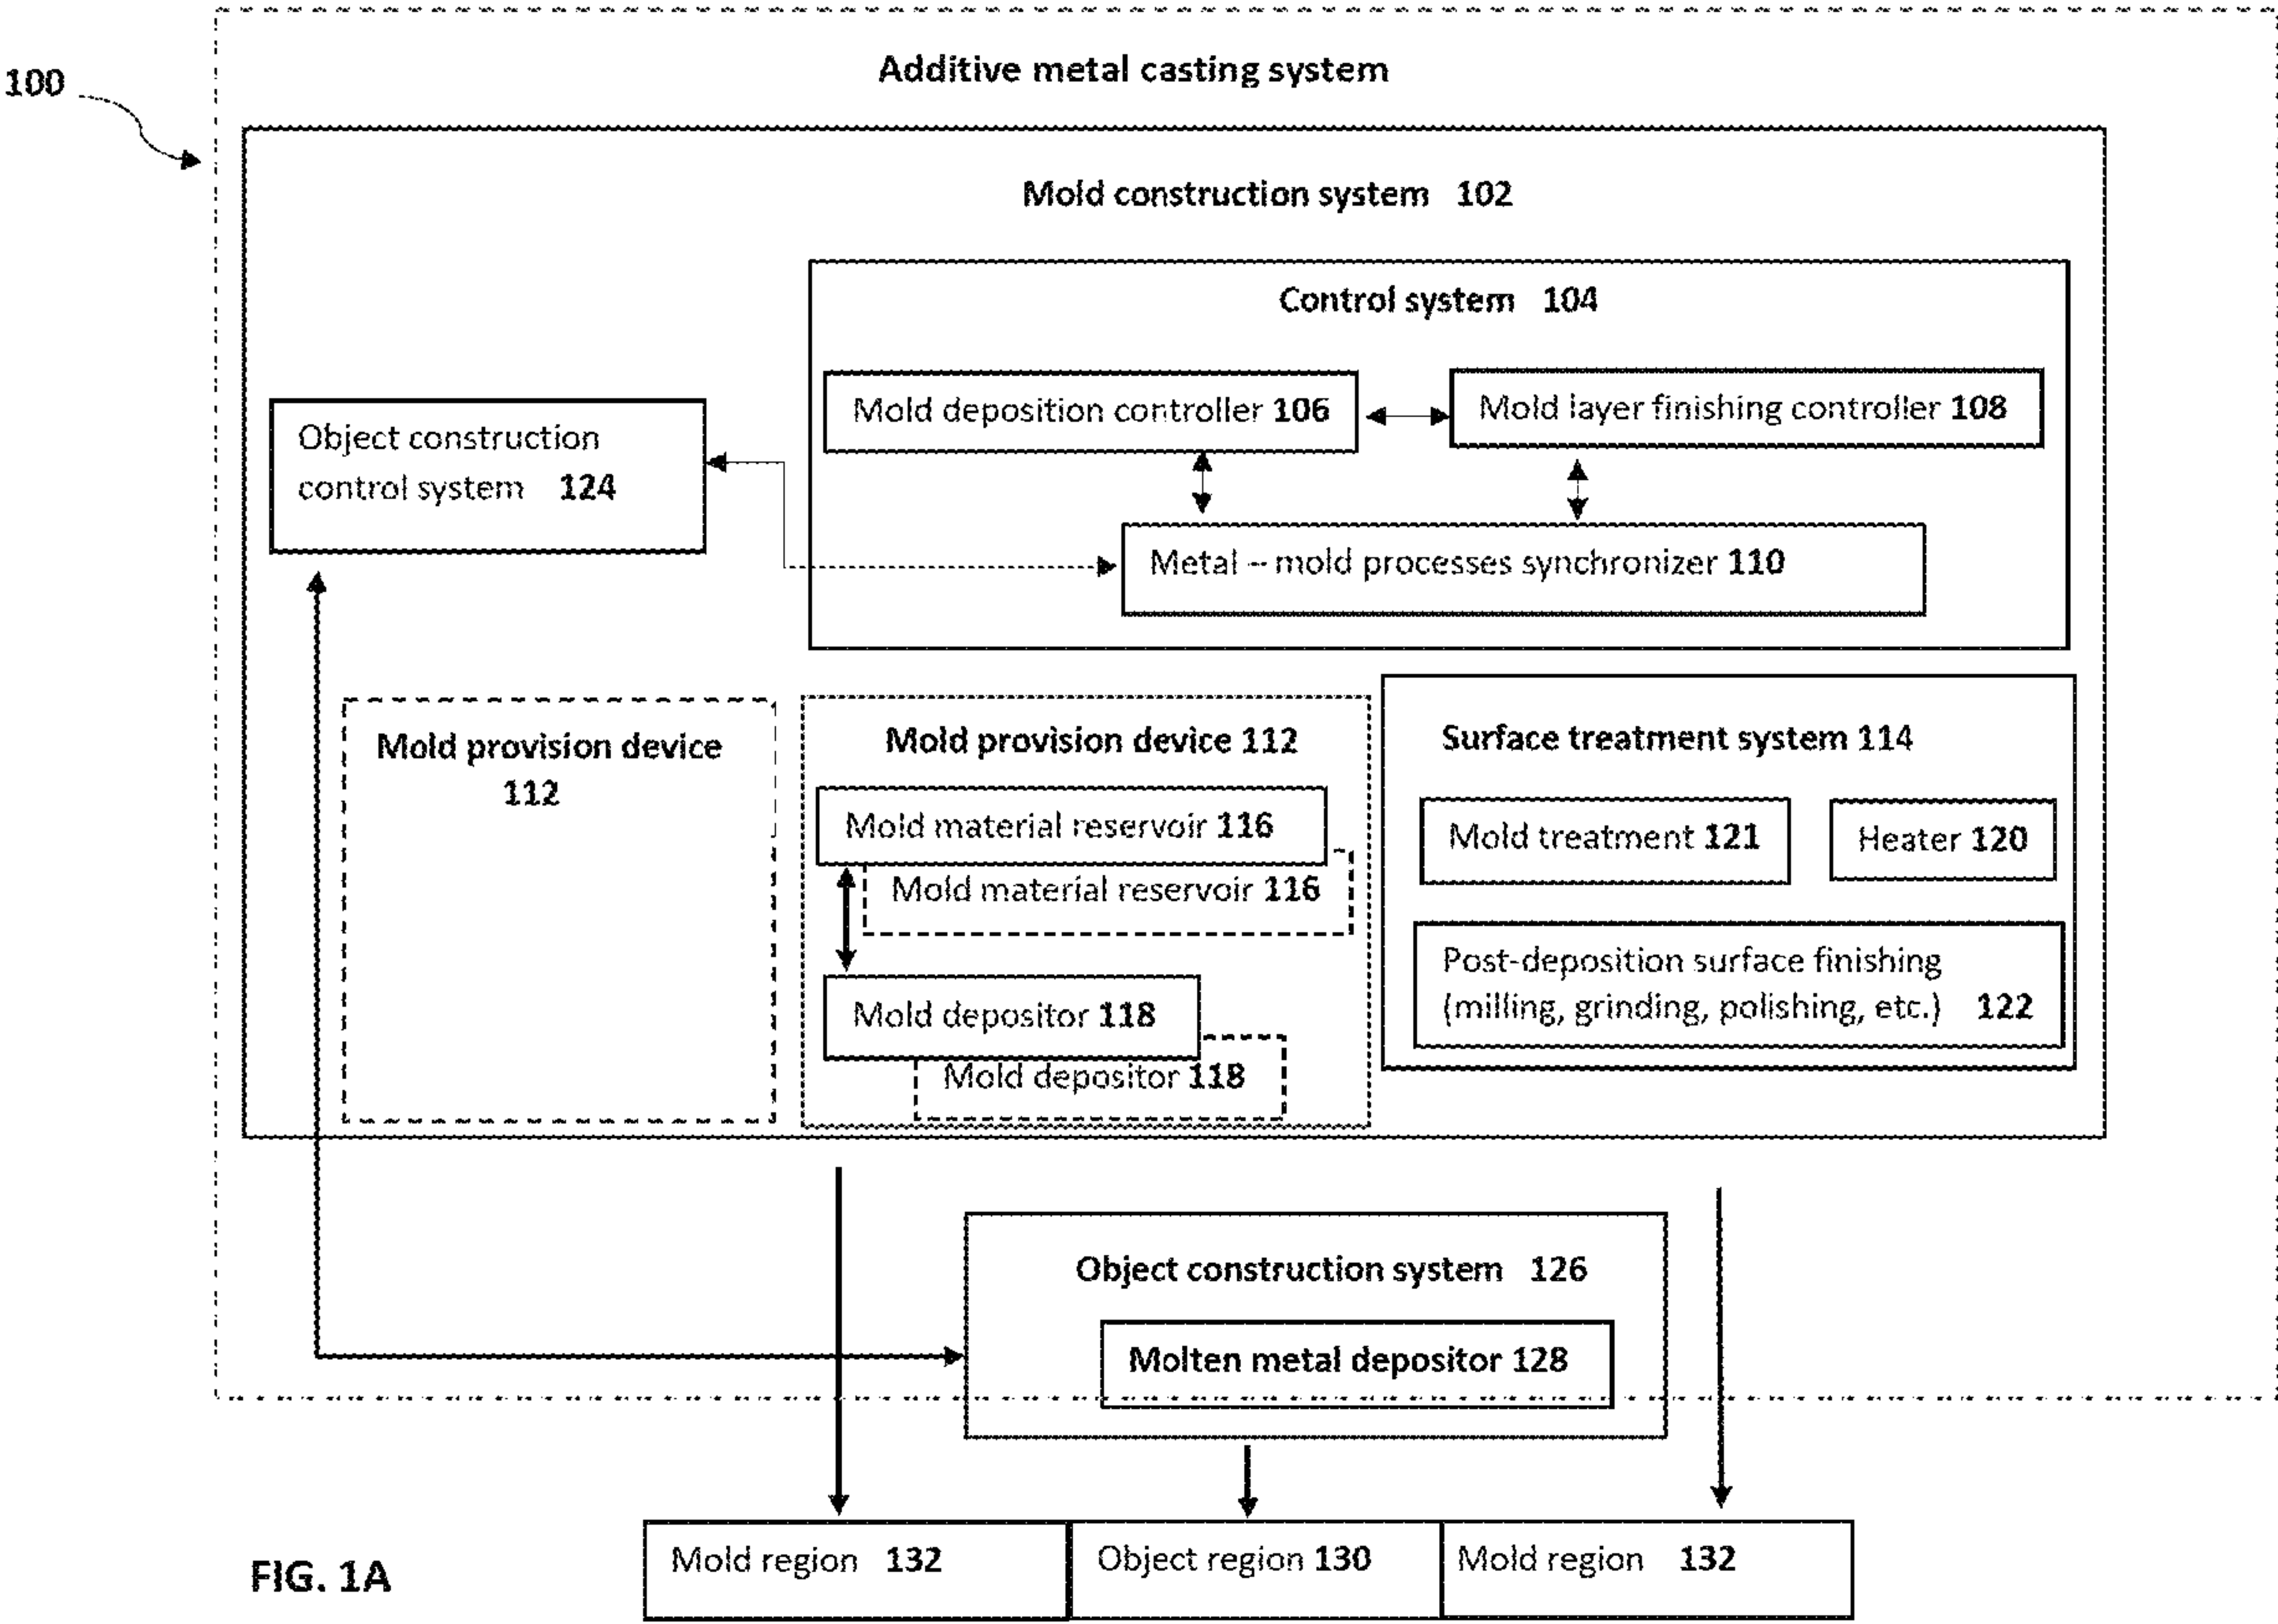 Additive metal casting system
100
Mold construction system 102
Control system 104
Mold deposition controller 106
Mold layer finishing controller 108
Object construction
control system 124
Metal – mold processes synchronizer 110
Mold provision device
112
Mold provision device 112
Mold material reservoir 116
Mold material reservoir 116
Mold depositor 118
Mold depositor 118
Surface treatment system 114
Mold treatment 121
Heater 120
Post-deposition surface finishing
(milling, grinding, polishing, etc.) 122
Object construction system 126
Molten metal depositor 128
Mold region 132
Object region 130
Mold region 132
FIG. 1A